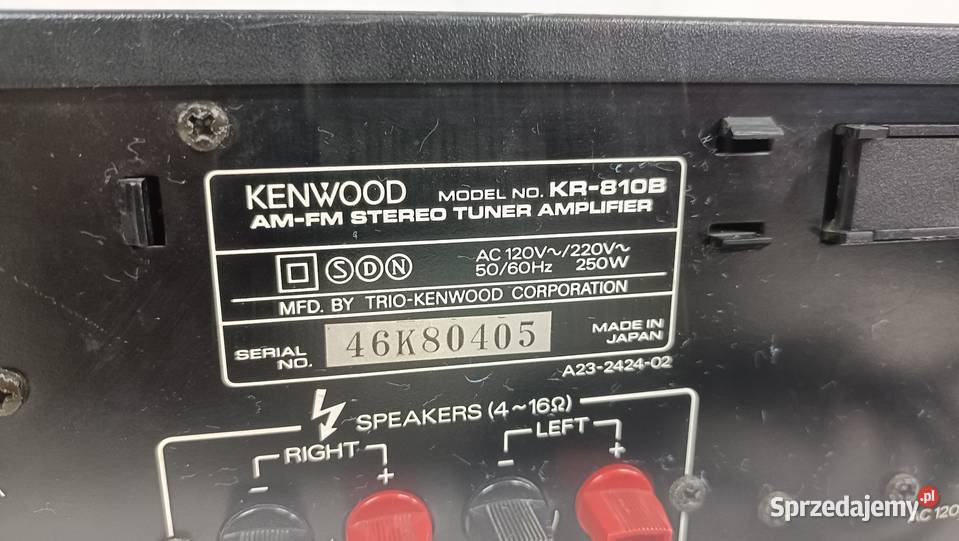 KENWOOD MODEL NO. KR-810B
AM-FM STEREO TUNER AMPLIFIER
S D N
AC 120V~/220V~
50/60Hz 250W
MFD. BY TRIO-KENWOOD CORPORATION
SERIAL NO. 46K80405
MADE IN JAPAN
A23-2424-02
SPEAKERS (4~16Ω)
RIGHT LEFT
- + - +
AC 120
Sprzedajemy.pl